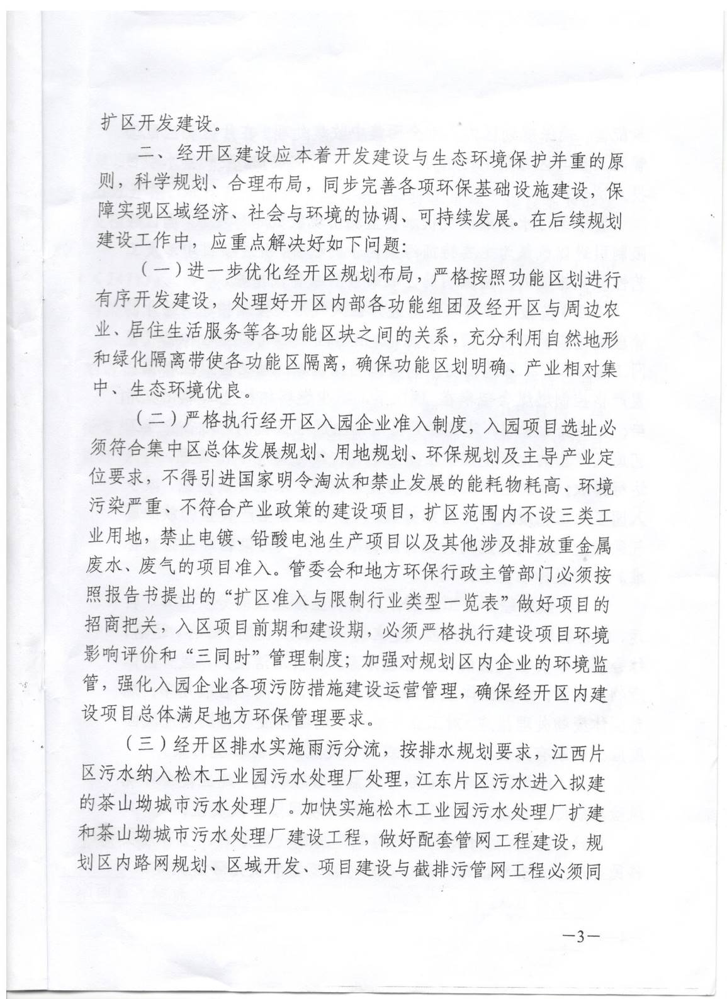 扩区开发建设。
二、经开区建设应本着开发建设与生态环境保护并重的原
则，科学规划、合理布局，同步完善各项环保基础设施建设，保
障实现区域经济、社会与环境的协调、可持续发展。在后续规划
建设工作中，应重点解决好如下问题：
（一）进一步优化经开区规划布局，严格按照功能区划进行
有序开发建设，处理好开区内部各功能组团及经开区与周边农
业、居住生活服务等各功能区块之间的关系，充分利用自然地形
和绿化隔离带使各功能区隔离，确保功能区划明确、产业相对集
中、生态环境优良。
（二）严格执行经开区入园企业准入制度，入园项目选址必
须符合集中区总体发展规划、用地规划、环保规划及主导产业定
位要求，不得引进国家明令淘汰和禁止发展的能耗物耗高、环境
污染严重、不符合产业政策的建设项目，扩区范围内不设三类工
业用地，禁止电镀、铅酸电池生产项目以及其他涉及排放重金属
废水、废气的项目准入。管委会和地方环保行政主管部门必须按
照报告书提出的“扩区准入与限制行业类型一览表”做好项目的
招商把关，入区项目前期和建设期，必须严格执行建设项目环境
影响评价和“三同时”管理制度；加强对规划区内企业的环境监
管，强化入园企业各项污防措施建设运营管理，确保经开区内建
设项目总体满足地方环保管理要求。
（三）经开区排水实施雨污分流，按排水规划要求，江西片
区污水纳入松木工业园污水处理厂处理，江东片区污水进入拟建
的茶山坳城市污水处理厂。加快实施松木工业园污水处理厂扩建
和茶山坳城市污水处理厂建设工程，做好配套管网工程建设，规
划区内路网规划、区域开发、项目建设与截排污管网工程必须同
—3—